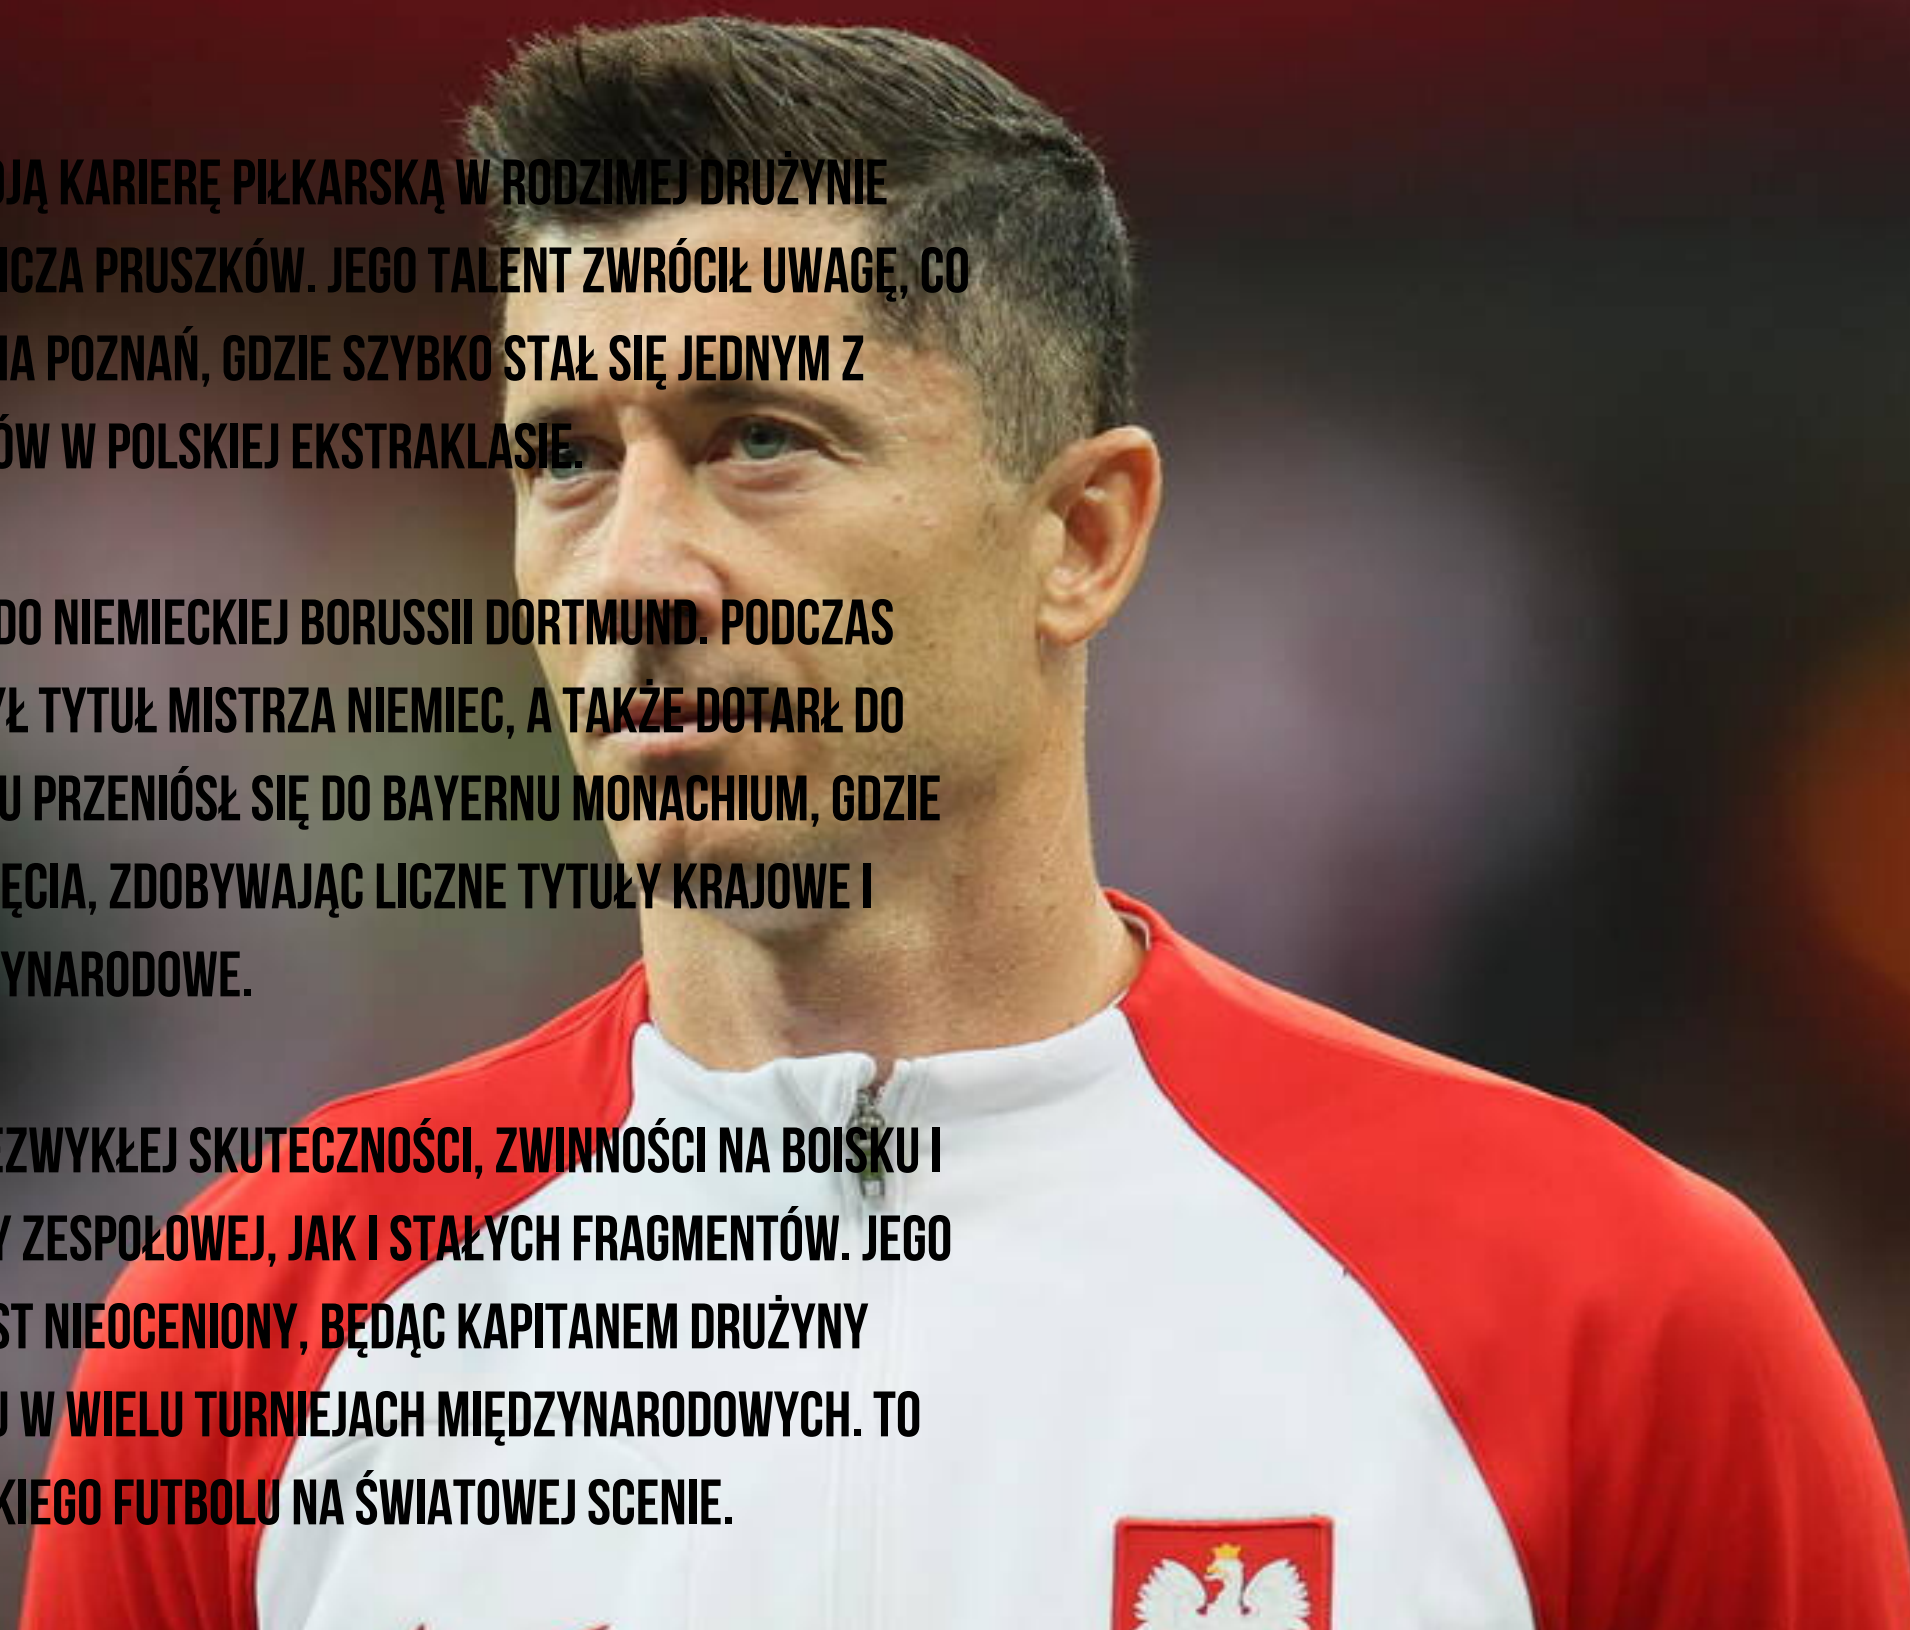 JĄ KARIERĘ PIŁKARSKĄ W RODZIMEJ DRUŻYNIE
ICZA PRUSZKÓW. JEGO TALENT ZWRÓCIŁ UWAGĘ, CO
IA POZNAŃ, GDZIE SZYBKO STAŁ SIĘ JEDNYM Z
ÓW W POLSKIEJ EKSTRAKLASIE.
DO NIEMIECKIEJ BORUSSII DORTMUND. PODCZAS
YŁ TYTUŁ MISTRZA NIEMIEC, A TAKŻE DOTARŁ DO
U PRZENIÓSŁ SIĘ DO BAYERNU MONACHIUM, GDZIE
ĘCIA, ZDOBYWAJĄC LICZNE TYTUŁY KRAJOWE I
YNARODOWE.
EZWYKŁEJ SKUTECZNOŚCI, ZWINNOŚCI NA BOISKU I
Y ZESPOŁOWEJ, JAK I STAŁYCH FRAGMENTÓW. JEGO
ST NIEOCENIONY, BĘDĄC KAPITANEM DRUŻYNY
J W WIELU TURNIEJACH MIĘDZYNARODOWYCH. TO
KIEGO FUTBOLU NA ŚWIATOWEJ SCENIE.